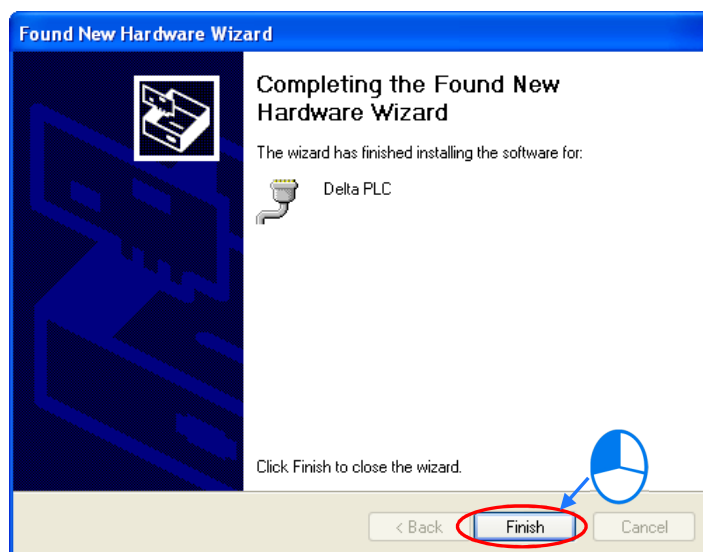 Found New Hardware Wizard
Completing the Found New
Hardware Wizard
The wizard has finished installing the software for:
Delta PLC
Click Finish to close the wizard.
< Back
Finish
Cancel